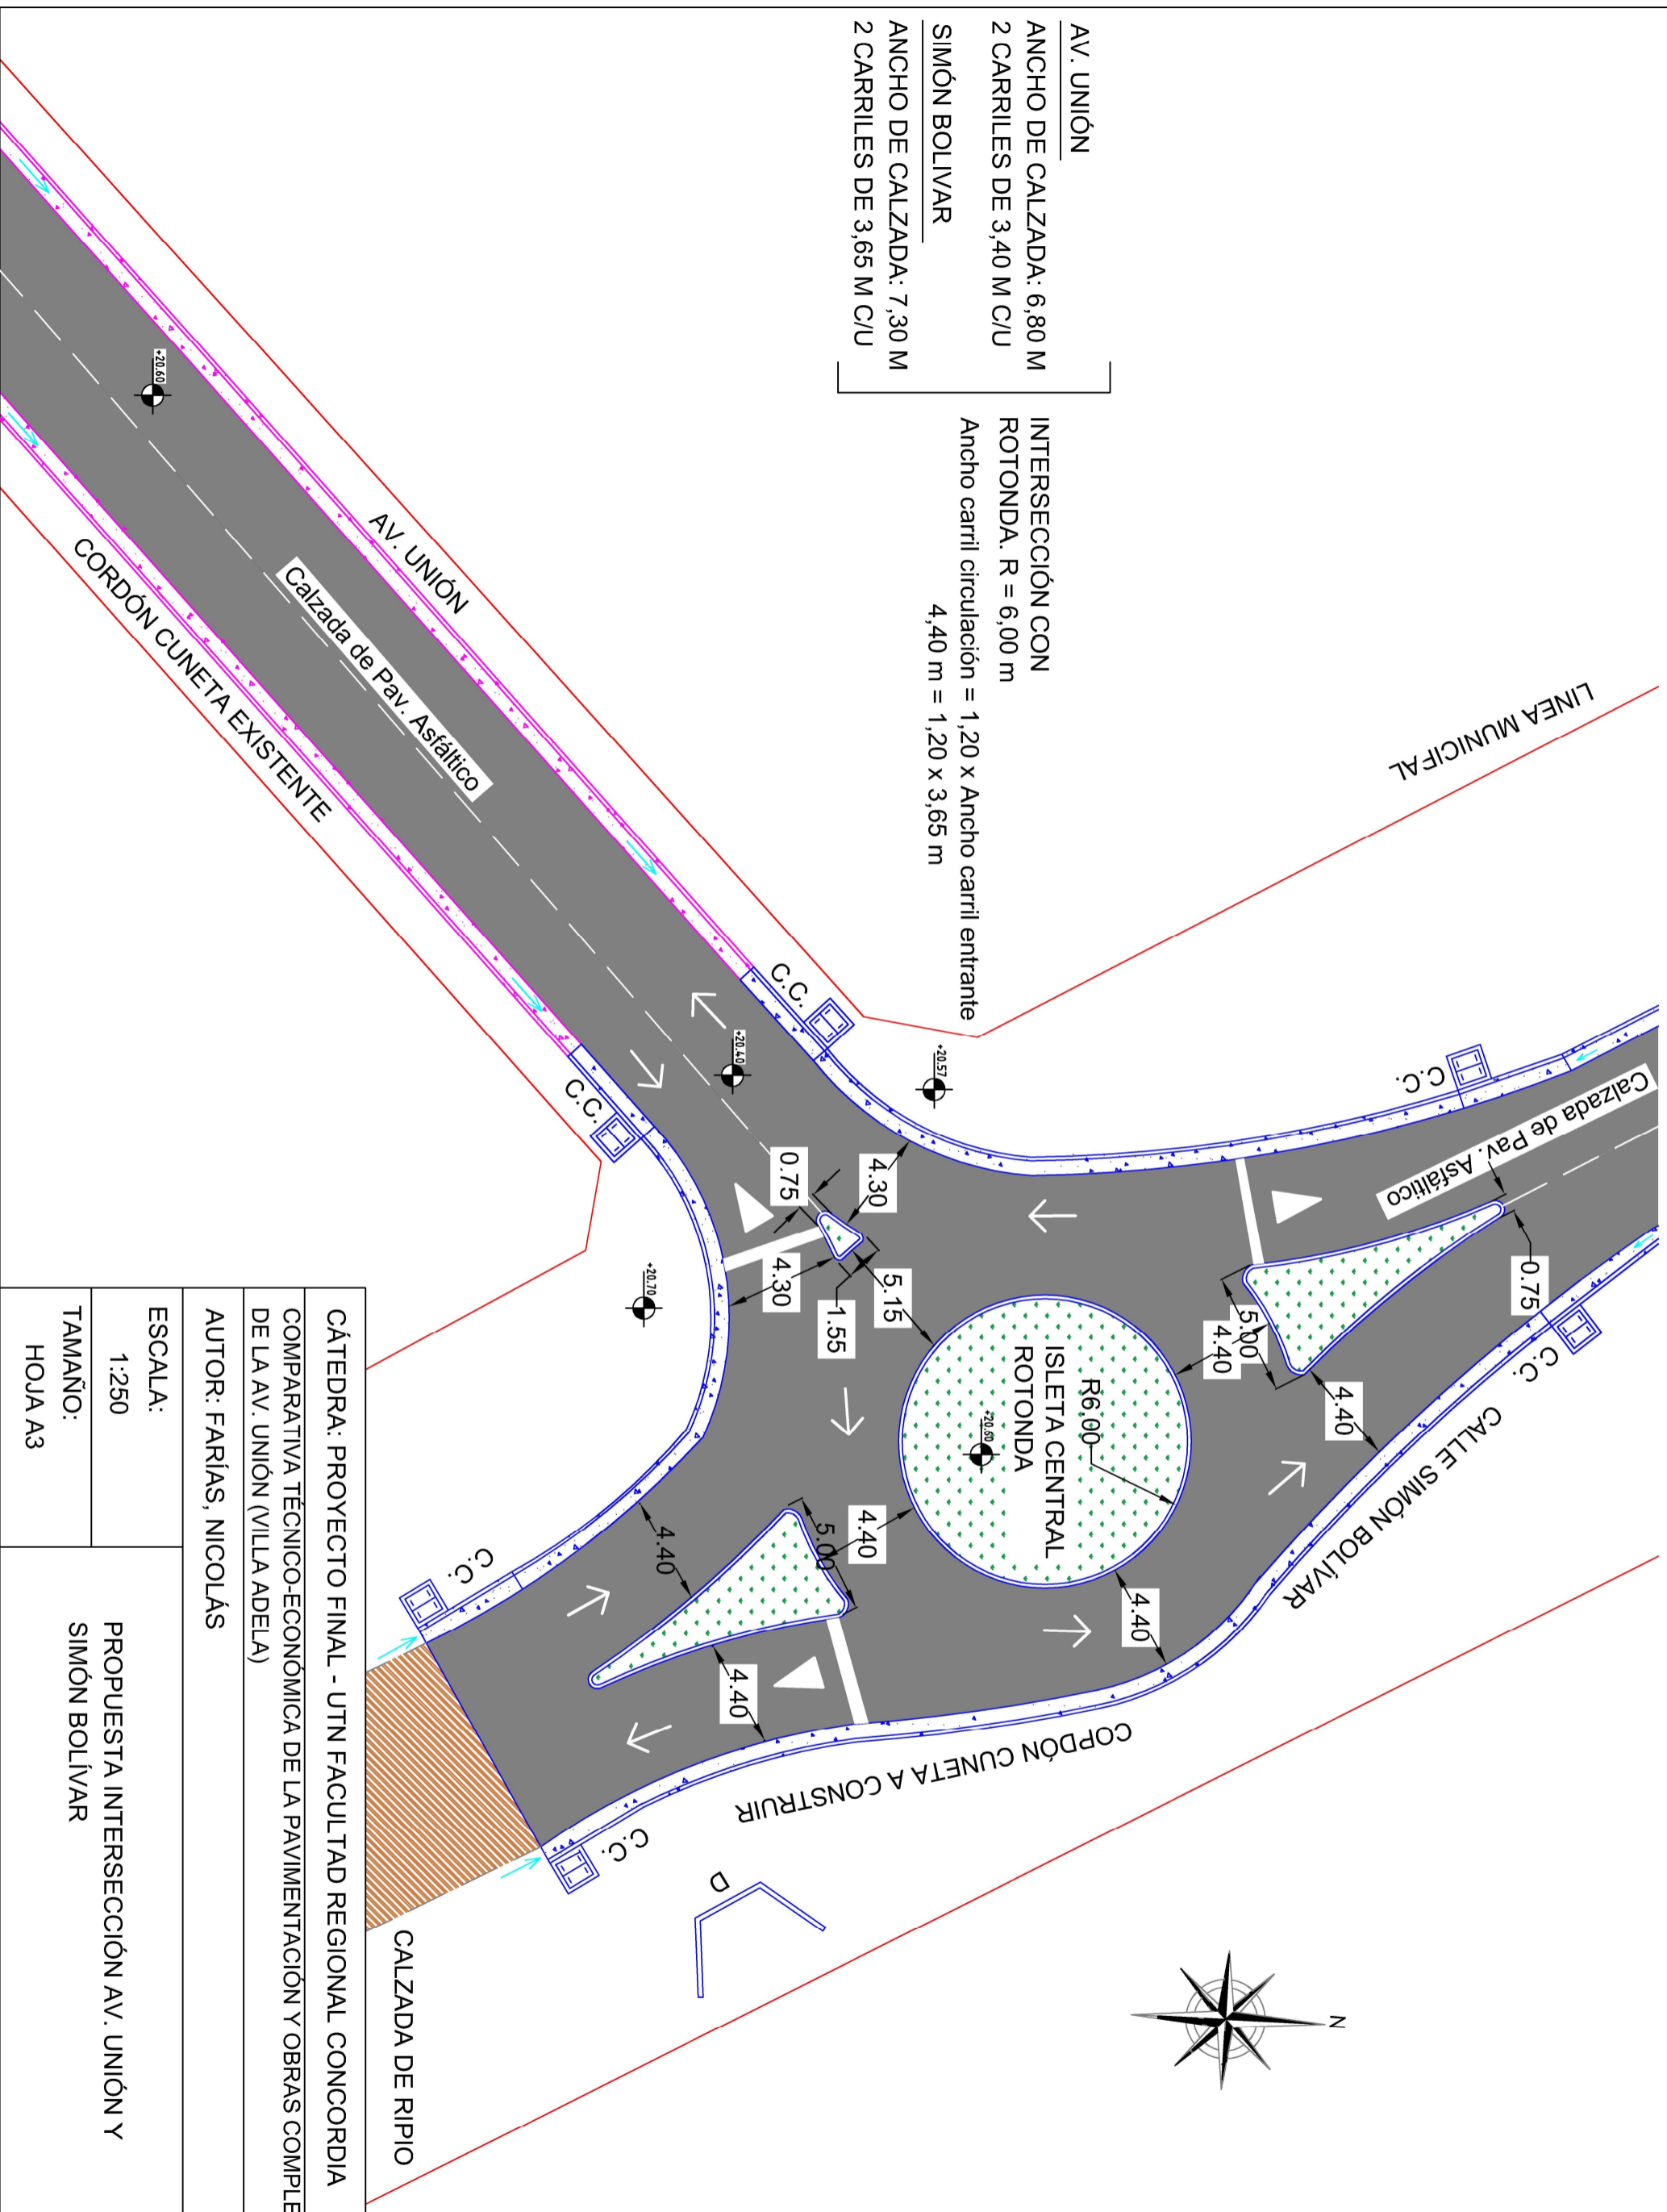 AV. UNIÓN
ANCHO DE CALZADA: 6,80 M
2 CARRILES DE 3,40 M C/U
SIMÓN BOLIVAR
ANCHO DE CALZADA: 7,30 M
2 CARRILES DE 3,65 M C/U
INTERSECCIÓN CON
ROTONDA. R = 6,00 m
Ancho carril circulación = 1,20 x Ancho carril entrante
4,40 m = 1,20 x 3,65 m
LINEA MUNICIFAL
Calzada de Pav. Asfáltico
C.C.
0.75
5.00
4.40
4.40
C.C.
CALLE SIMÓN BOLÍVAR
+20.57
C.C.
+20.40
4.30
0.75
5.15
1.55
4.30
R6.00
ISLETA CENTRAL
ROTONDA
+20.60
4.40
4.40
5.00
4.40
4.40
COPDÓN CUNETA A CONSTRUIR
+20.60
AV. UNIÓN
Calzada de Pav. Asfáltico
CORDÓN CUNETA EXISTENTE
C.C.
+20.70
C.C.
C.C.
D
N
CALZADA DE RIPIO
CÁTEDRA: PROYECTO FINAL - UTN FACULTAD REGIONAL CONCORDIA
COMPARATIVA TÉCNICO-ECONÓMICA DE LA PAVIMENTACIÓN Y OBRAS COMPLE
DE LA AV. UNIÓN (VILLA ADELA)
AUTOR: FARÍAS, NICOLÁS
ESCALA:
1:250
TAMAÑO:
HOJA A3
PROPUESTA INTERSECCIÓN AV. UNIÓN Y
SIMÓN BOLÍVAR